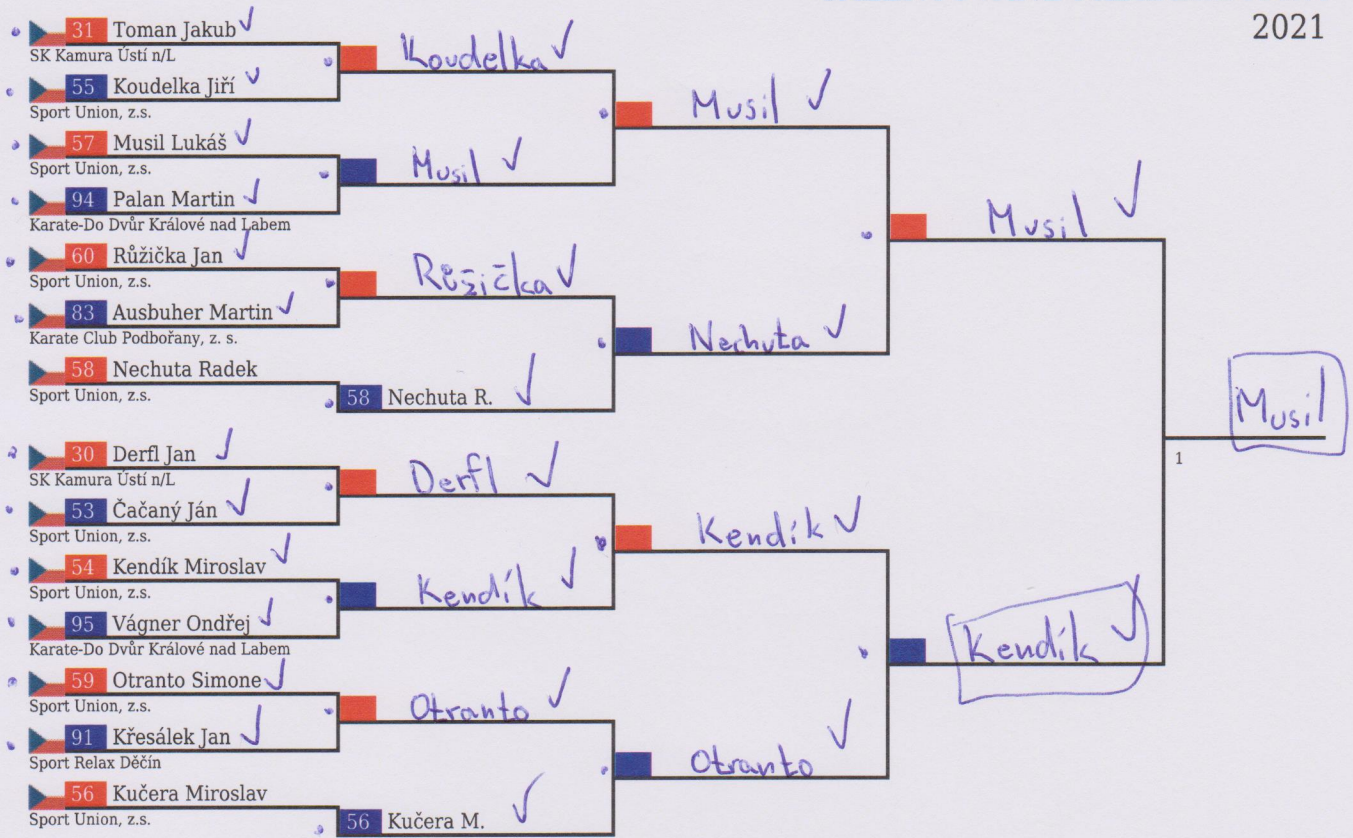 2021
31 Toman Jakub
SK Kamura Ústí n/L
55 Koudelka Jiří
Sport Union, z.s.
57 Musil Lukáš
Sport Union, z.s.
94 Palan Martin
Karate-Do Dvůr Králové nad Labem
60 Růžička Jan
Sport Union, z.s.
83 Ausbuher Martin
Karate Club Podbořany, z. s.
58 Nechuta Radek
Sport Union, z.s.
30 Derfl Jan
SK Kamura Ústí n/L
53 Čačaný Ján
Sport Union, z.s.
54 Kendík Miroslav
Sport Union, z.s.
95 Vágner Ondřej
Karate-Do Dvůr Králové nad Labem
59 Otranto Simone
Sport Union, z.s.
91 Křesálek Jan
Sport Relax Děčín
56 Kučera Miroslav
Sport Union, z.s.
Koudelka
Musil
58 Nechuta R.
Derfl
Kendík
Otranto
56 Kučera M.
Musil
Nechuta
Kendík
Otranto
Musil
Kendík
Musil
1